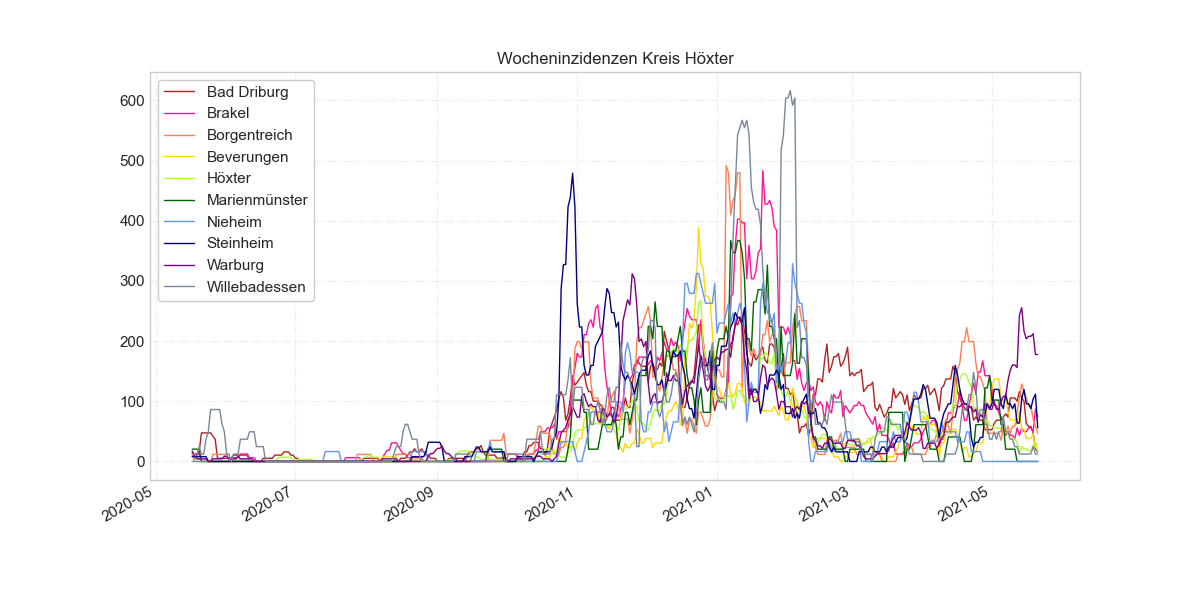 Wocheninzidenzen Kreis Höxter
600
500
400
300
200
100
0
Bad Driburg
Brakel
Borgentreich
Beverungen
Höxter
Marienmünster
Nieheim
Steinheim
Warburg
Willebadessen
2020-05
2020-07
2020-09
2020-11
2021-01
2021-03
2021-05